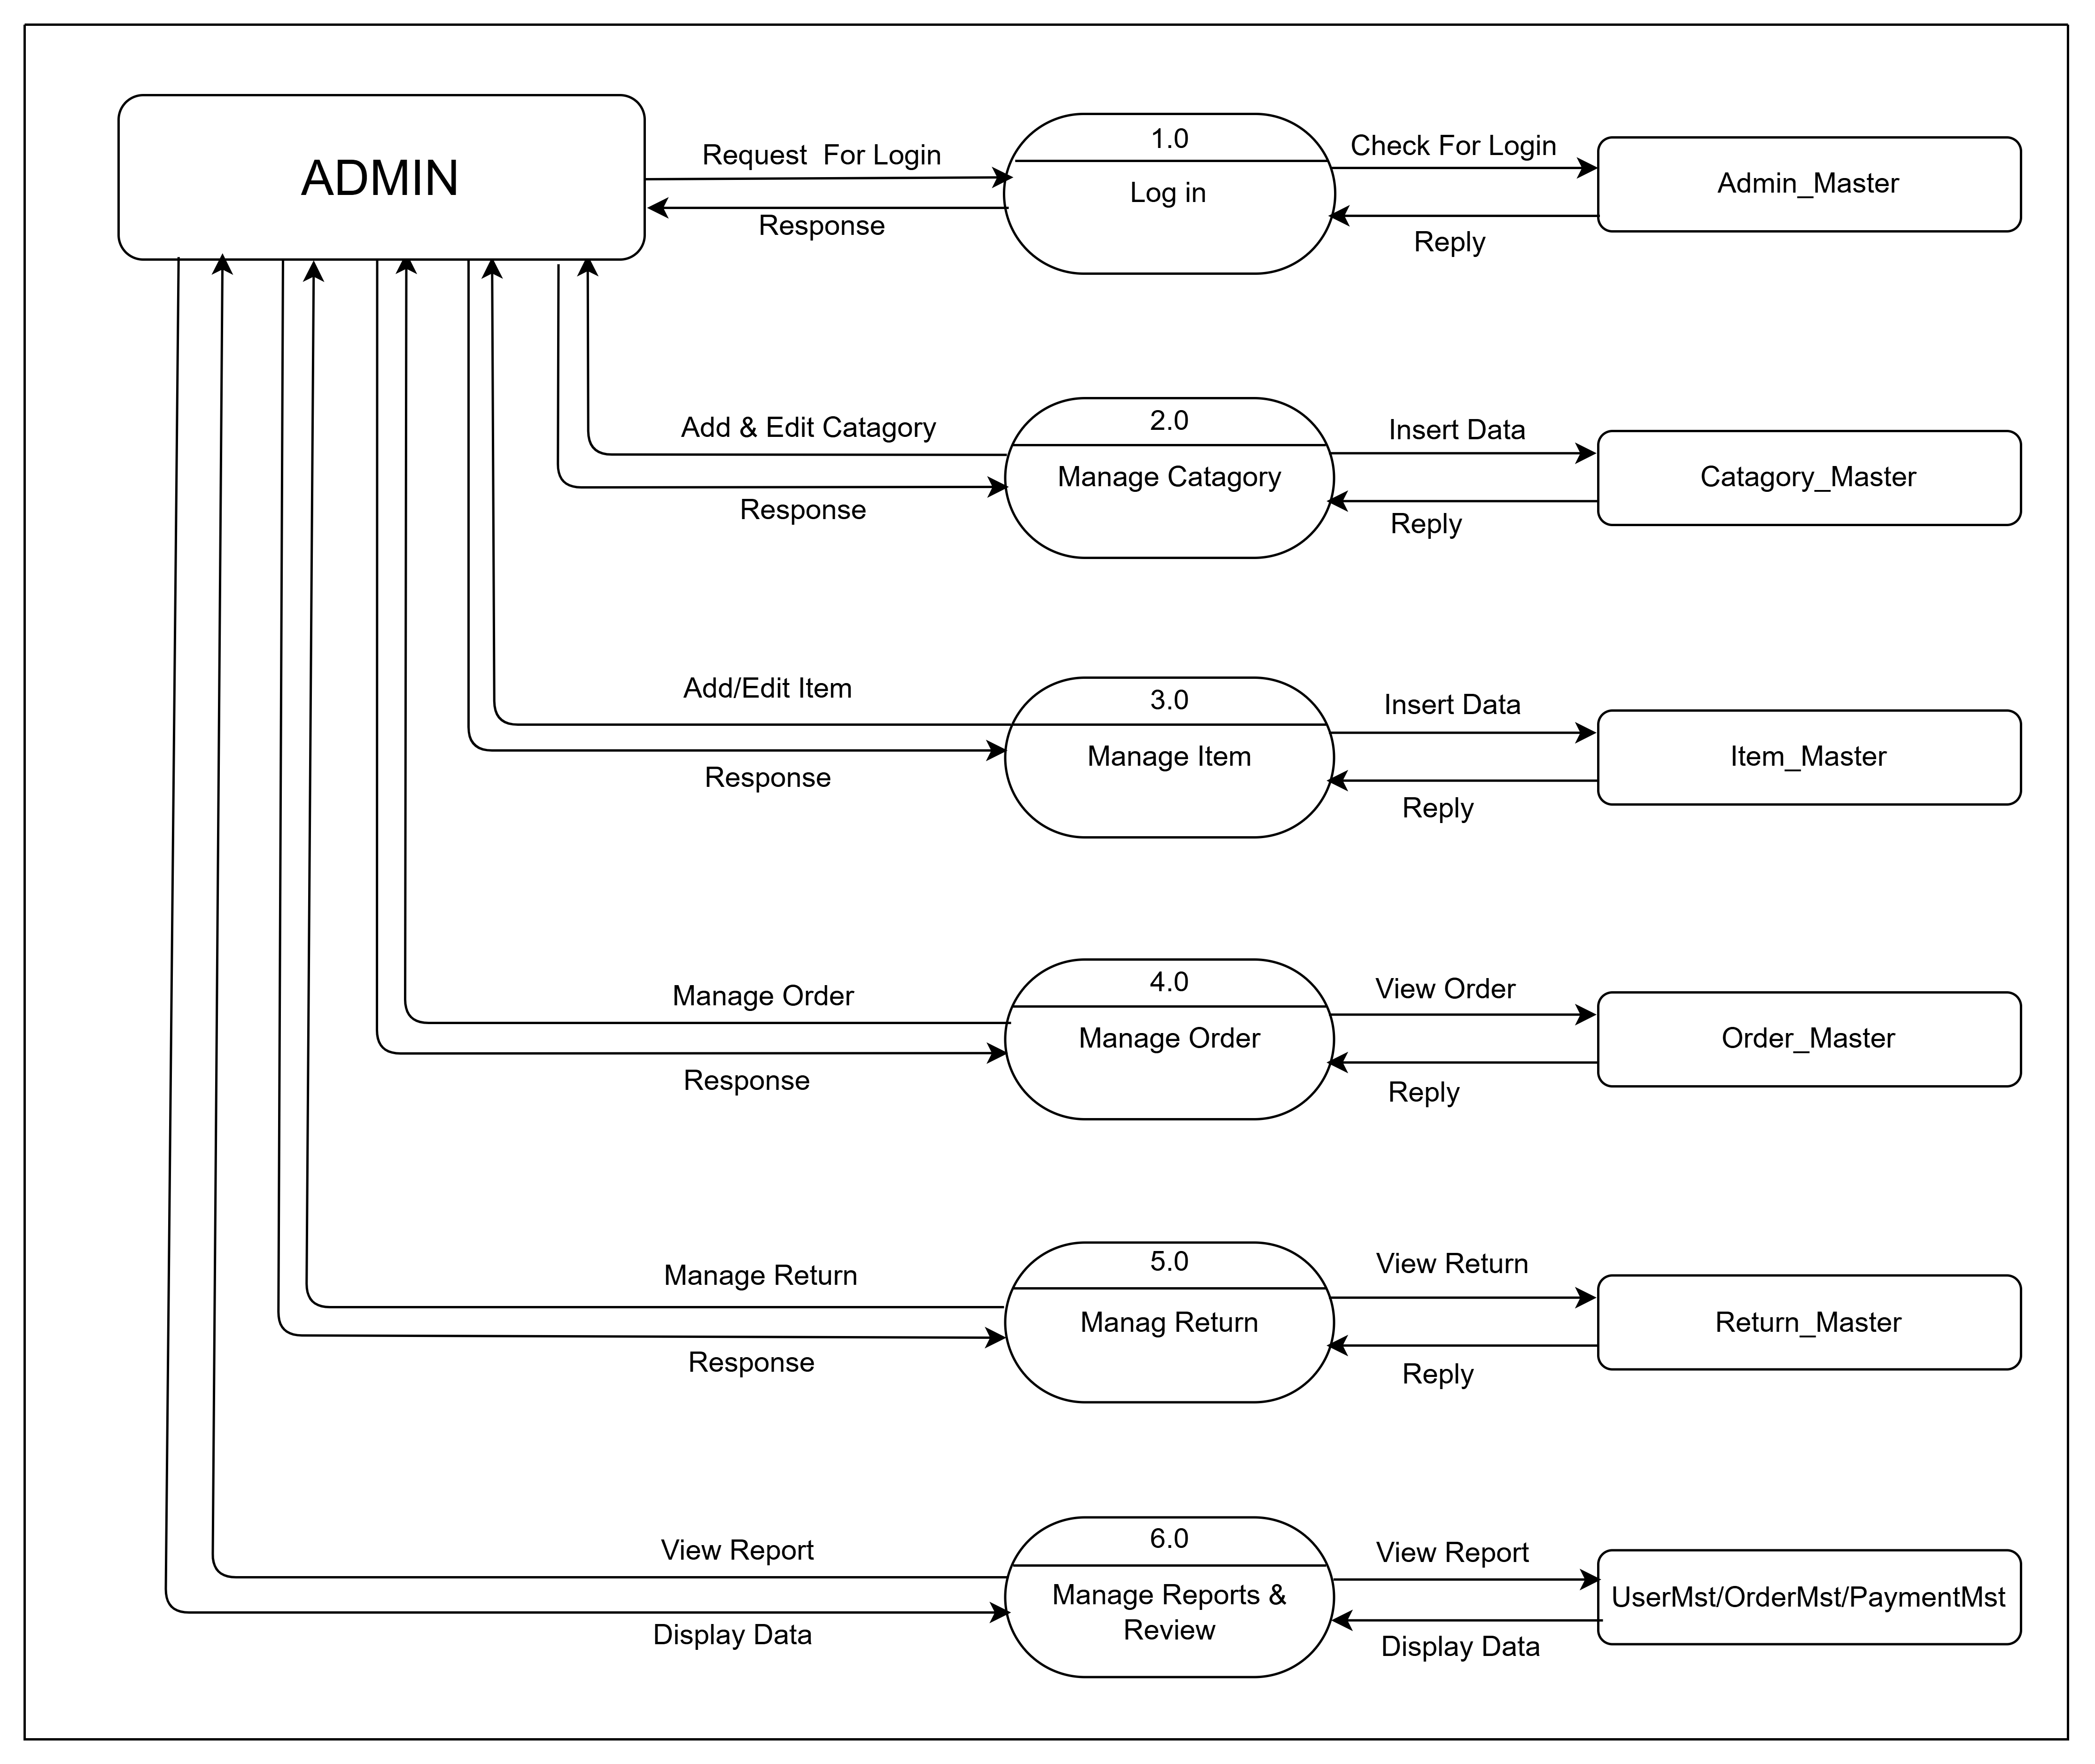 ADMIN
Request  For Login
Response
1.0
Log in
Check For Login
Reply
Admin_Master
Add & Edit Catagory
Response
2.0
Manage Catagory
Insert Data
Reply
Catagory_Master
Add/Edit Item
Response
3.0
Manage Item
Insert Data
Reply
Item_Master
Manage Order
Response
4.0
Manage Order
View Order
Reply
Order_Master
Manage Return
Response
5.0
Manag Return
View Return
Reply
Return_Master
View Report
Display Data
6.0
Manage Reports &
Review
View Report
Display Data
UserMst/OrderMst/PaymentMst